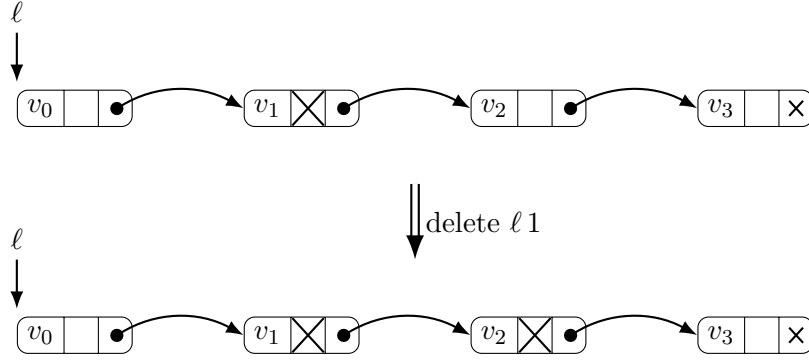 ℓ
v₀ v₁ v₂ v₃
delete ℓ 1
ℓ
v₀ v₁ v₂ v₃